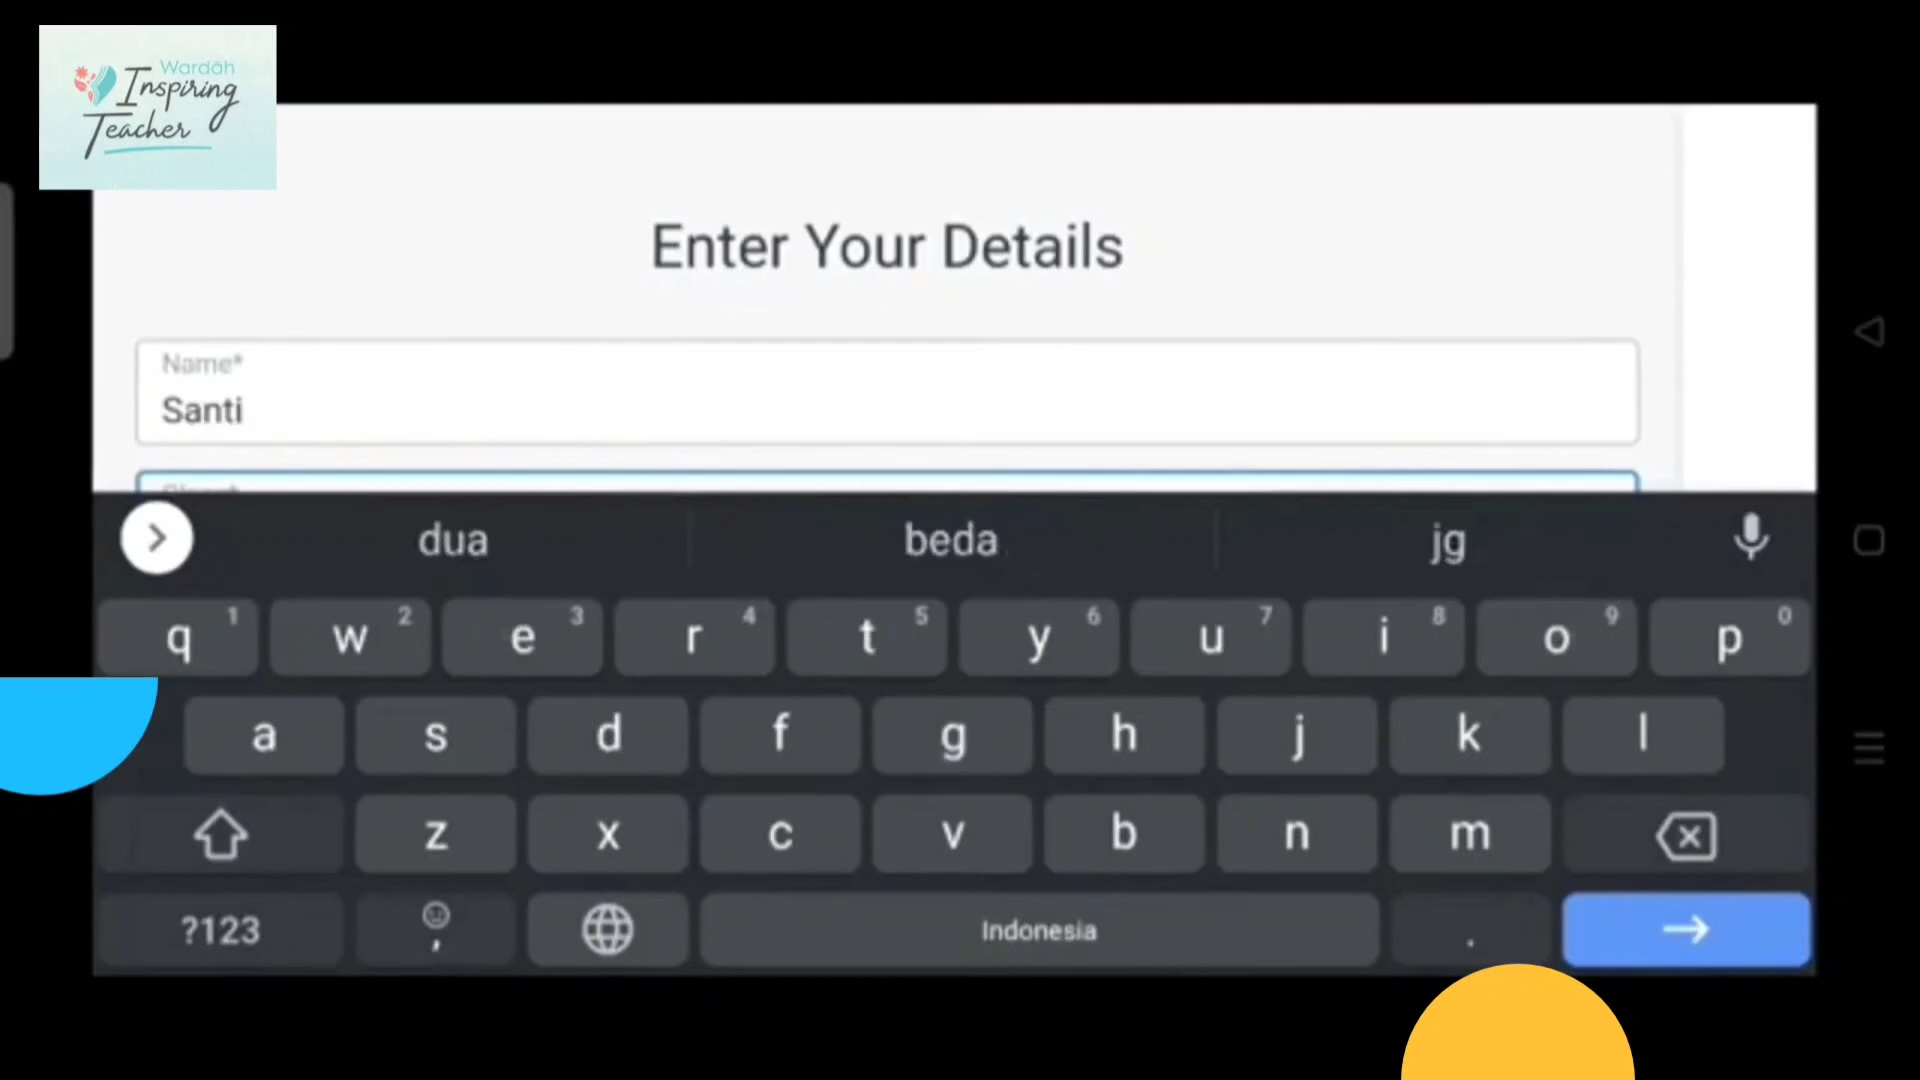 Wardah
Inspiring
Teacher
Enter Your Details
Name*
Santi
dua beda jg
q 1 w 2 e 3 r 4 t 5 y 6 u 7 i 8 o 9 p 0
a s d f g h j k l
z x c v b n m
?123 , Indonesia .